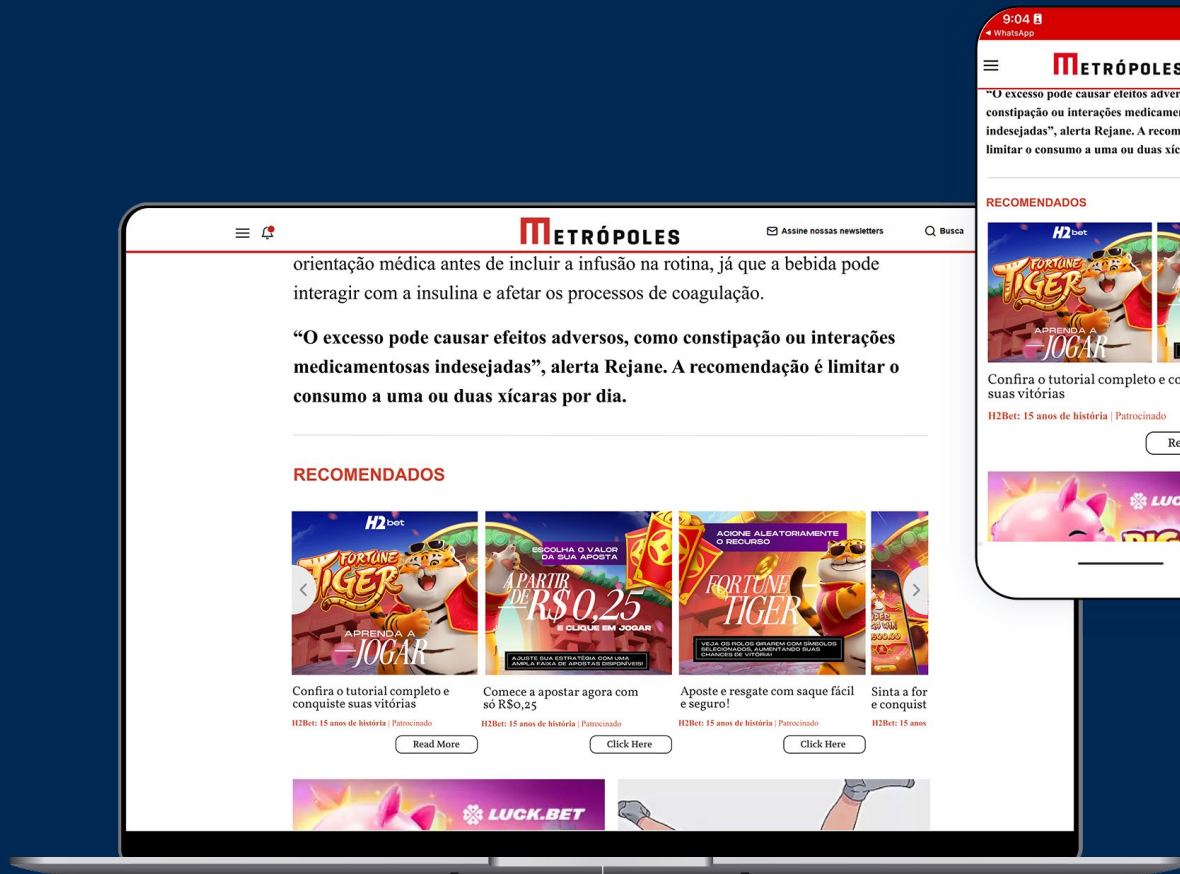 METRÓPOLES
Assine nossas newsletters
Busca
orientação médica antes de incluir a infusão na rotina, já que a bebida pode
interagir com a insulina e afetar os processos de coagulação.
“O excesso pode causar efeitos adversos, como constipação ou interações
medicamentosas indesejadas”, alerta Rejane. A recomendação é limitar o
consumo a uma ou duas xícaras por dia.
RECOMENDADOS
H2bet
FORTUNE
TIGER
APRENDA A
JOGAR
Confira o tutorial completo e
conquiste suas vitórias
H2Bet: 15 anos de história | Patrocinado
Read More
ESCOLHA O VALOR
DA SUA APOSTA
A PARTIR
DE R$0,25
E CLIQUE EM JOGAR
AJUSTE SUA ESTRATÉGIA COM UMA
AMPLA FAIXA DE APOSTAS DISPONÍVEIS!
Comece a apostar agora com
só R$0,25
H2Bet: 15 anos de história | Patrocinado
Click Here
ACIONE ALEATORIAMENTE
O RECURSO
FORTUNE
TIGER
VEJA OS ROLOS GIRAREM COM SÍMBOLOS
SELECIONADOS, AUMENTANDO SUAS
CHANCES DE VITÓRIA!
Aposte e resgate com saque fácil
e seguro!
H2Bet: 15 anos de história | Patrocinado
Click Here
Sinta a for
e conquist
H2Bet: 15 anos
LUCK.BET
9:04
WhatsApp
METRÓPOLES
“O excesso pode causar efeitos adver
constipação ou interações medicame
indesejadas”, alerta Rejane. A recom
limitar o consumo a uma ou duas xíc
RECOMENDADOS
H2bet
FORTUNE
TIGER
APRENDA A
JOGAR
Confira o tutorial completo e co
suas vitórias
H2Bet: 15 anos de história | Patrocinado
Re
LUC